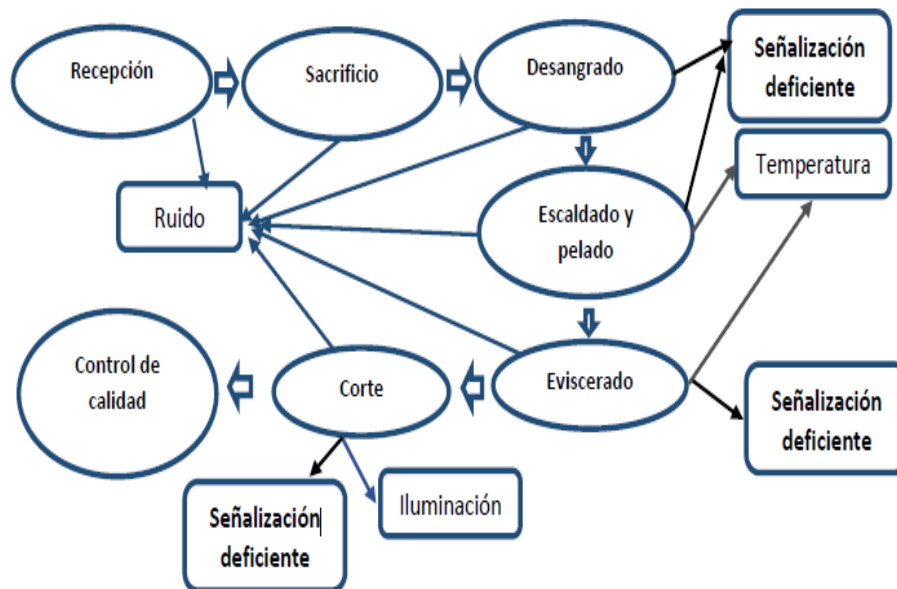 Recepción
Sacrificio
Desangrado
Señalización
deficiente
Temperatura
Ruido
Escaldado y
pelado
Control de
calidad
Corte
Eviscerado
Señalización
deficiente
Señalización
deficiente
Iluminación